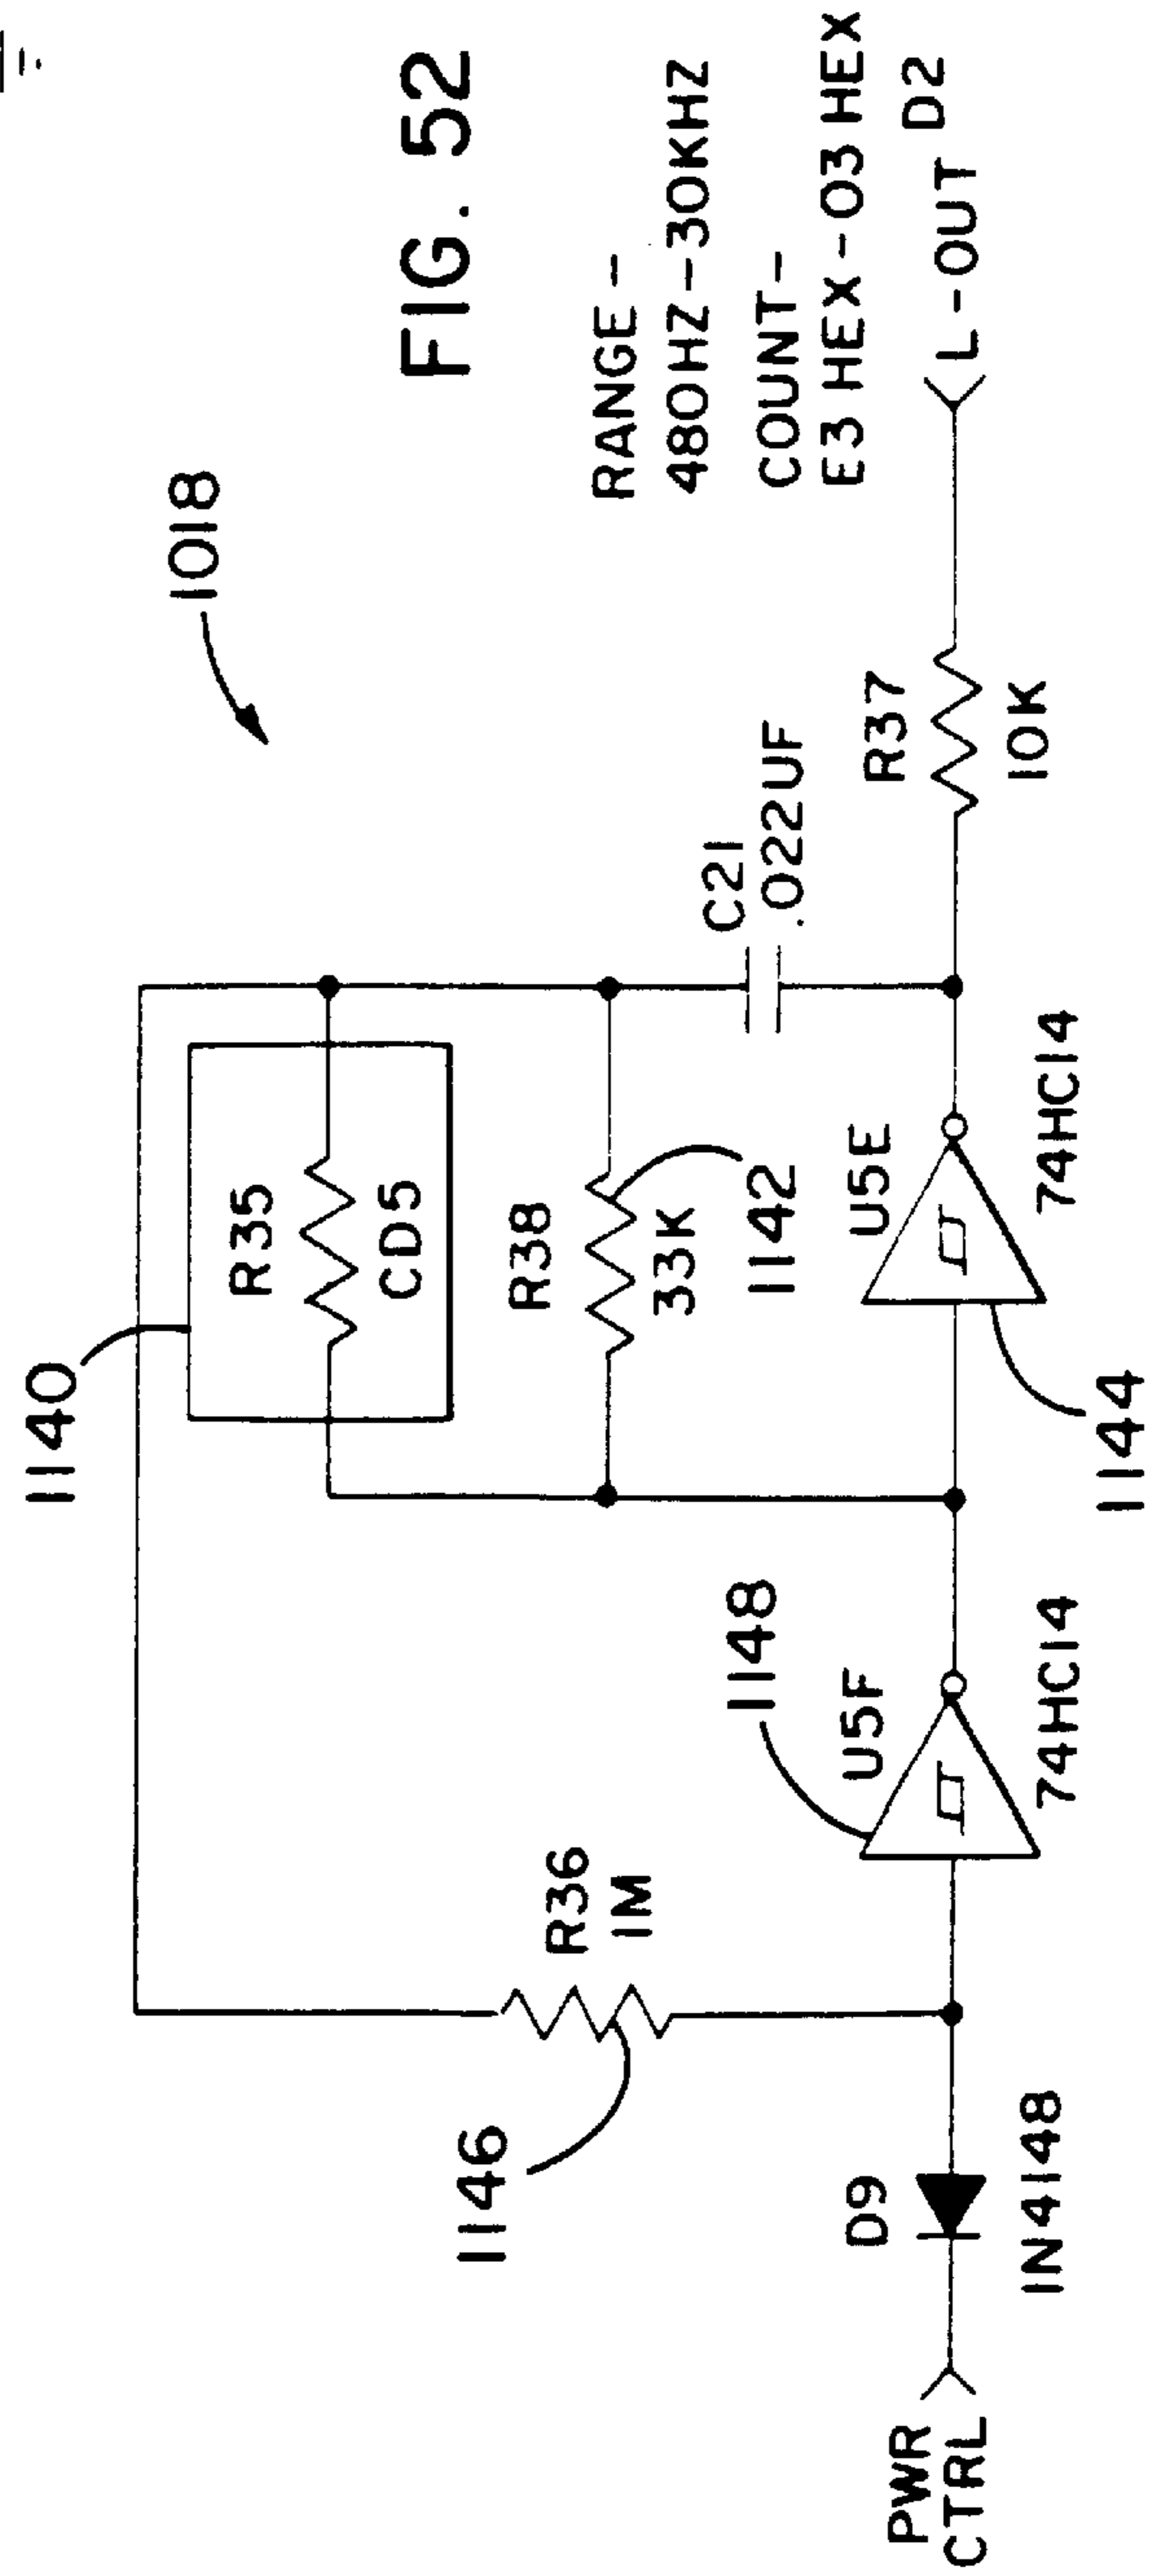 FIG. 52
1018
RANGE -
480HZ-30KHZ
COUNT-
E3 HEX-03 HEX
L-OUT D2
1140
R35
CD5
R38
33K
1142
C21
.022UF
R37
10K
U5E
74HC14
1144
1148
U5F
74HC14
R36
1M
1146
D9
1N4148
PWR
CTRL